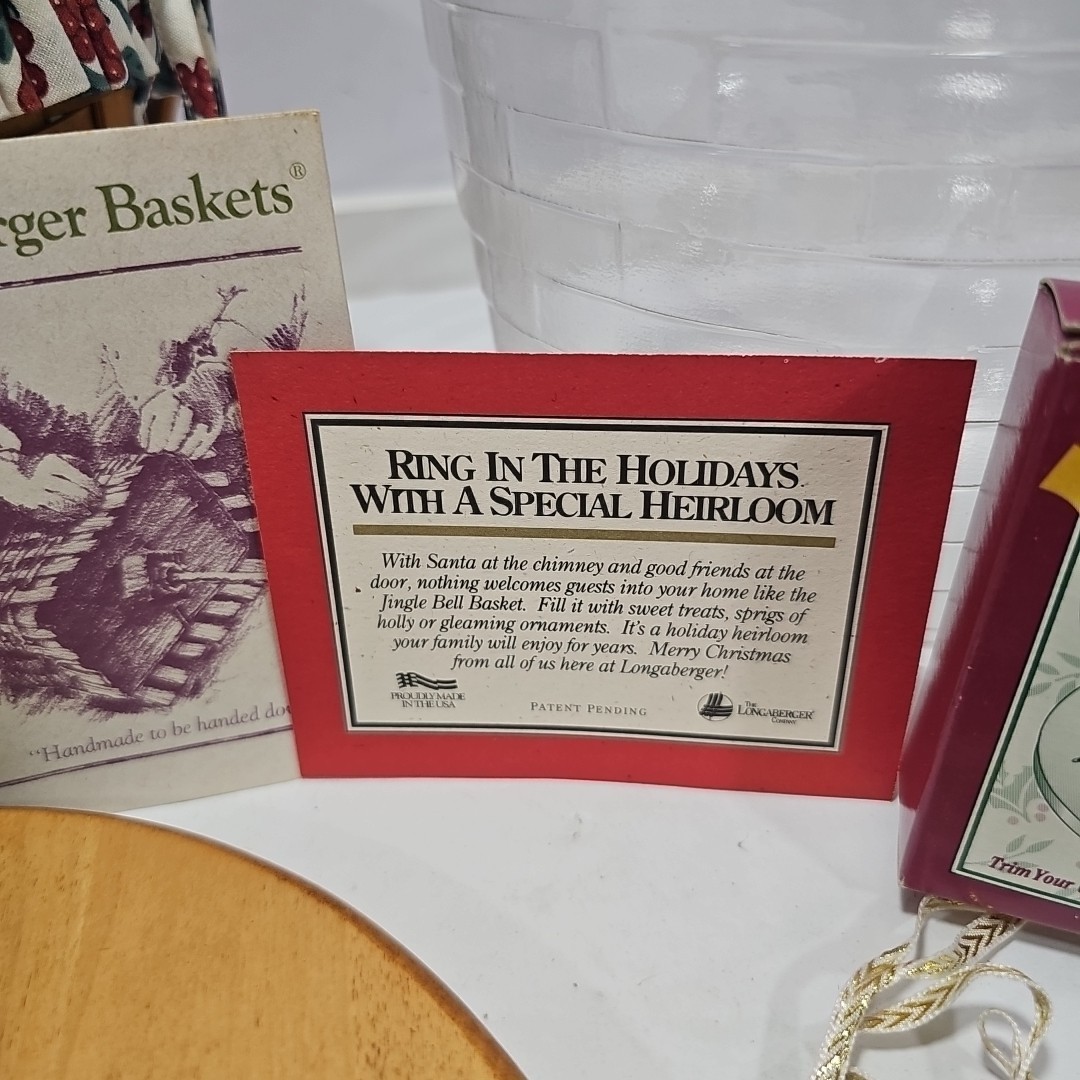 rger Baskets®
"Handmade to be handed do
RING IN THE HOLIDAYS
WITH A SPECIAL HEIRLOOM
With Santa at the chimney and good friends at the
door, nothing welcomes guests into your home like the
Jingle Bell Basket. Fill it with sweet treats, sprigs of
holly or gleaming ornaments. It's a holiday heirloom
your family will enjoy for years. Merry Christmas
from all of us here at Longaberger!
PROUDLY MADE
IN THE USA
PATENT PENDING
THE
LONGABERGER
COMPANY
Trim Your